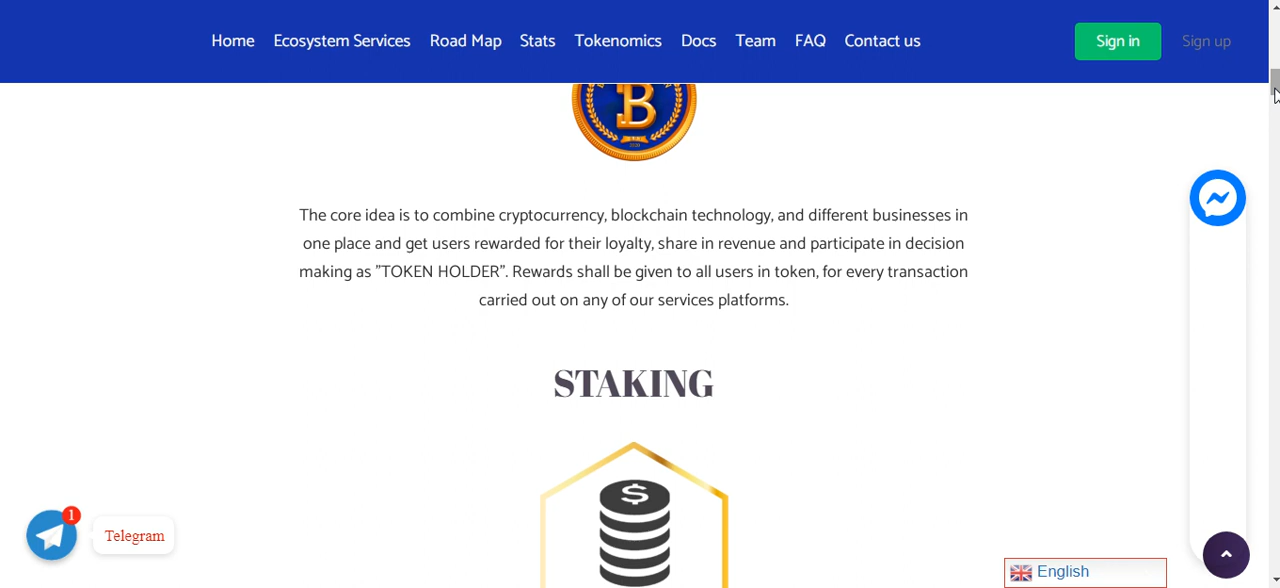 Home Ecosystem Services Road Map Stats Tokenomics Docs Team FAQ Contact us Sign in Sign up
B
The core idea is to combine cryptocurrency, blockchain technology, and different businesses in
one place and get users rewarded for their loyalty, share in revenue and participate in decision
making as "TOKEN HOLDER". Rewards shall be given to all users in token, for every transaction
carried out on any of our services platforms.
STAKING
$
1
Telegram
English